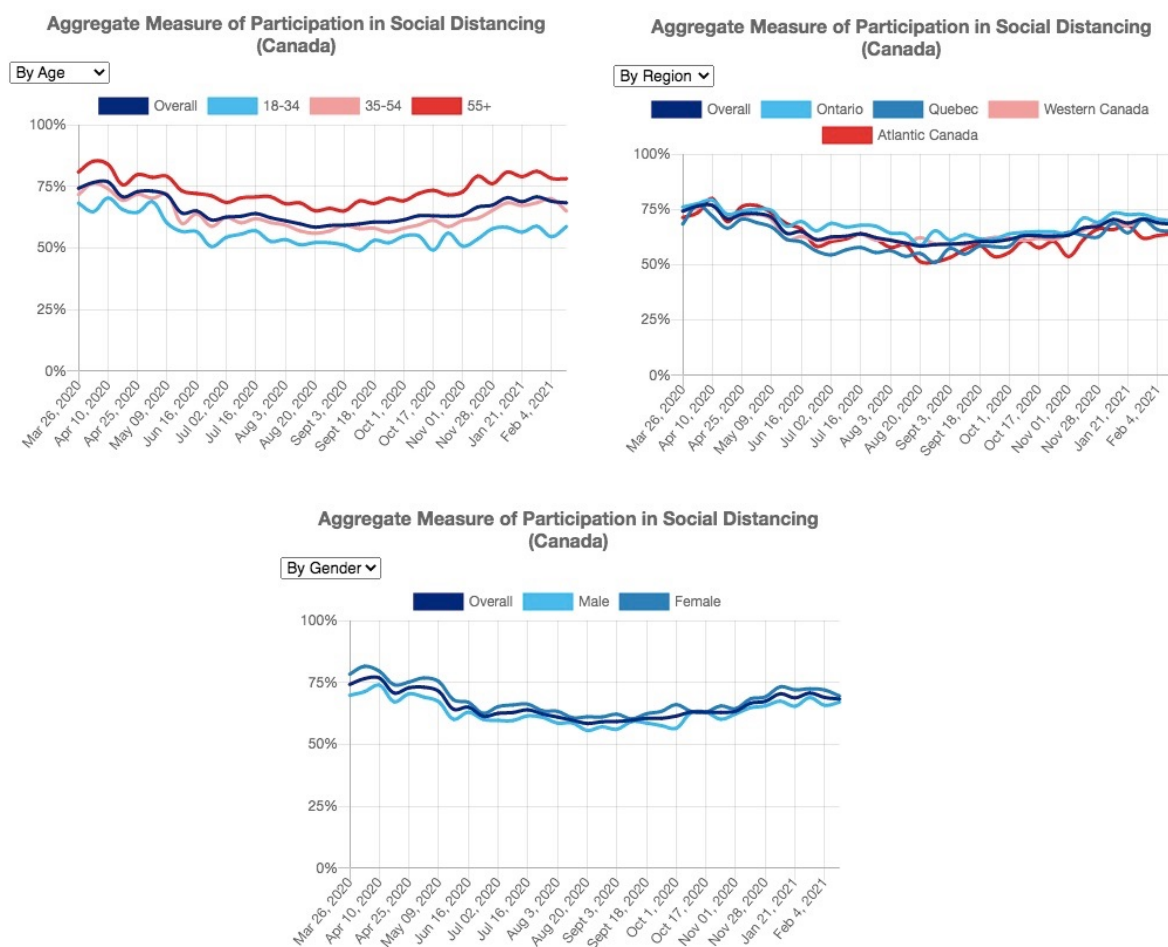 Aggregate Measure of Participation in Social Distancing
(Canada)
By Age
Overall 18-34 35-54 55+
100%
75%
50%
25%
0%
Mar 26, 2020
Apr 10, 2020
Apr 25, 2020
May 09, 2020
Jun 16, 2020
Jul 02, 2020
Jul 16, 2020
Aug 3, 2020
Aug 20, 2020
Sept 3, 2020
Sept 18, 2020
Oct 1, 2020
Oct 17, 2020
Nov 01, 2020
Nov 28, 2020
Jan 21, 2021
Feb 4, 2021
Aggregate Measure of Participation in Social Distancing
(Canada)
By Region
Overall Ontario Quebec Western Canada
Atlantic Canada
100%
75%
50%
25%
0%
Mar 26, 2020
Apr 10, 2020
Apr 25, 2020
May 09, 2020
Jun 16, 2020
Jul 02, 2020
Jul 16, 2020
Aug 3, 2020
Aug 20, 2020
Sept 3, 2020
Sept 18, 2020
Oct 1, 2020
Oct 17, 2020
Nov 01, 2020
Nov 28, 2020
Jan 21, 2021
Feb 4, 2021
Aggregate Measure of Participation in Social Distancing
(Canada)
By Gender
Overall Male Female
100%
75%
50%
25%
0%
Mar 26, 2020
Apr 10, 2020
Apr 25, 2020
May 09, 2020
Jun 16, 2020
Jul 02, 2020
Jul 16, 2020
Aug 3, 2020
Aug 20, 2020
Sept 3, 2020
Sept 18, 2020
Oct 1, 2020
Oct 17, 2020
Nov 01, 2020
Nov 28, 2020
Jan 21, 2021
Feb 4, 2021